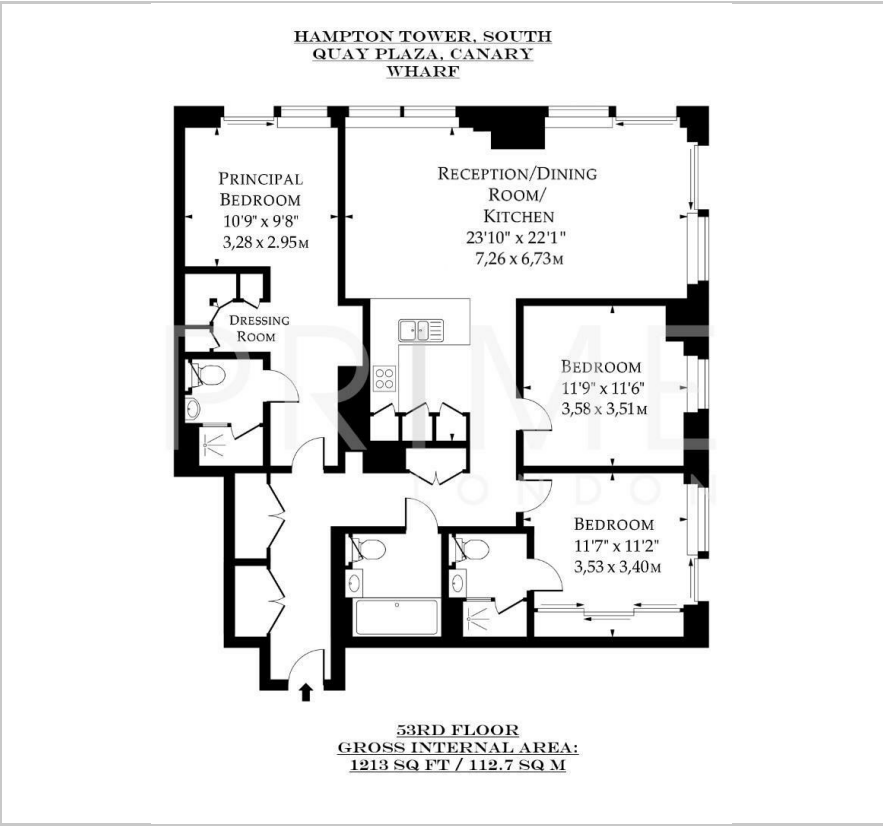 HAMPTON TOWER, SOUTH
QUAY PLAZA, CANARY
WHARF
PRINCIPAL
BEDROOM
10'9" x 9'8"
3,28 x 2.95M
RECEPTION/DINING
ROOM/
KITCHEN
23'10" x 22'1"
7,26 x 6,73M
DRESSING
ROOM
BEDROOM
11'9" x 11'6"
3,58 x 3,51M
PRIME
LONDON
BEDROOM
11'7" x 11'2"
3,53 x 3,40M
53RD FLOOR
GROSS INTERNAL AREA:
1213 SQ FT / 112.7 SQ M